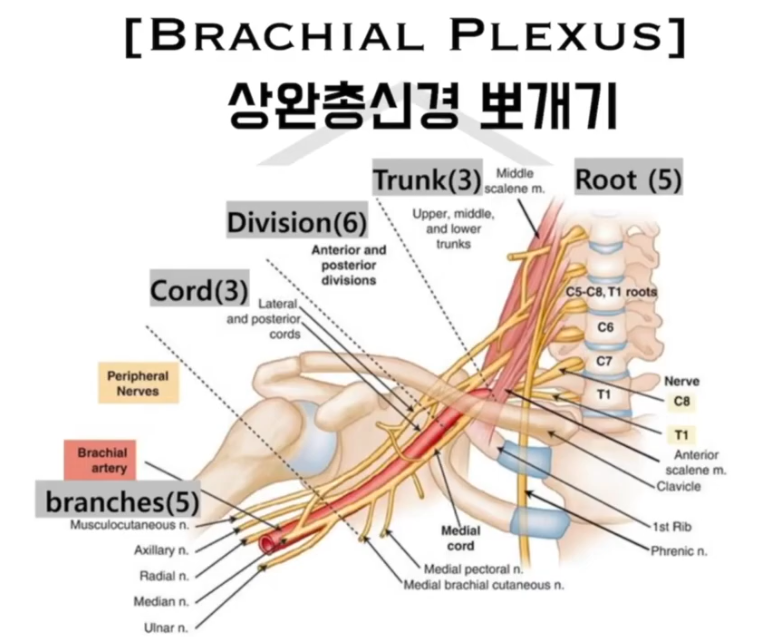 [BRACHIAL PLEXUS]
상완총신경 뽀개기
Trunk(3)
Middle
scalene m.
Root (5)
Division(6)
Upper, middle,
and lower
trunks
Anterior and
posterior
divisions
Cord(3)
Lateral
and posterior
cords
C5-C8, T1 roots
C6
C7
T1
Peripheral
Nerves
Nerve
C8
T1
Brachial
artery
Anterior
scalene m.
Clavicle
branches(5)
Musculocutaneous n.
Axillary n.
Radial n.
Median n.
Ulnar n.
Medial
cord
1st Rib
Phrenic n.
Medial pectoral n.
Medial brachial cutaneous n.